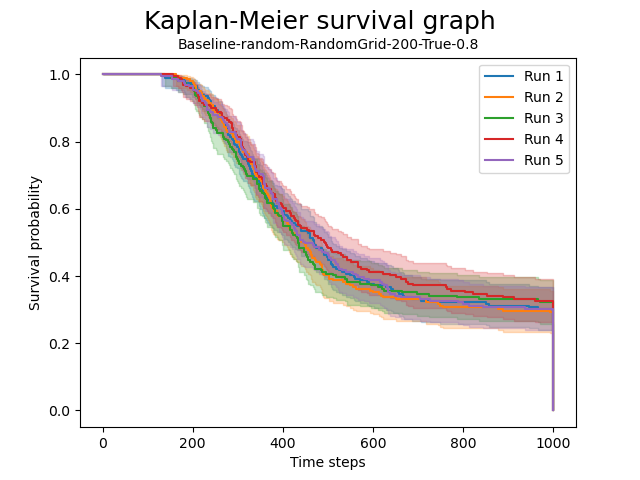 Kaplan-Meier survival graph
Baseline-random-RandomGrid-200-True-0.8
Survival probability
1.0
0.8
0.6
0.4
0.2
0.0
Run 1
Run 2
Run 3
Run 4
Run 5
0 200 400 600 800 1000
Time steps